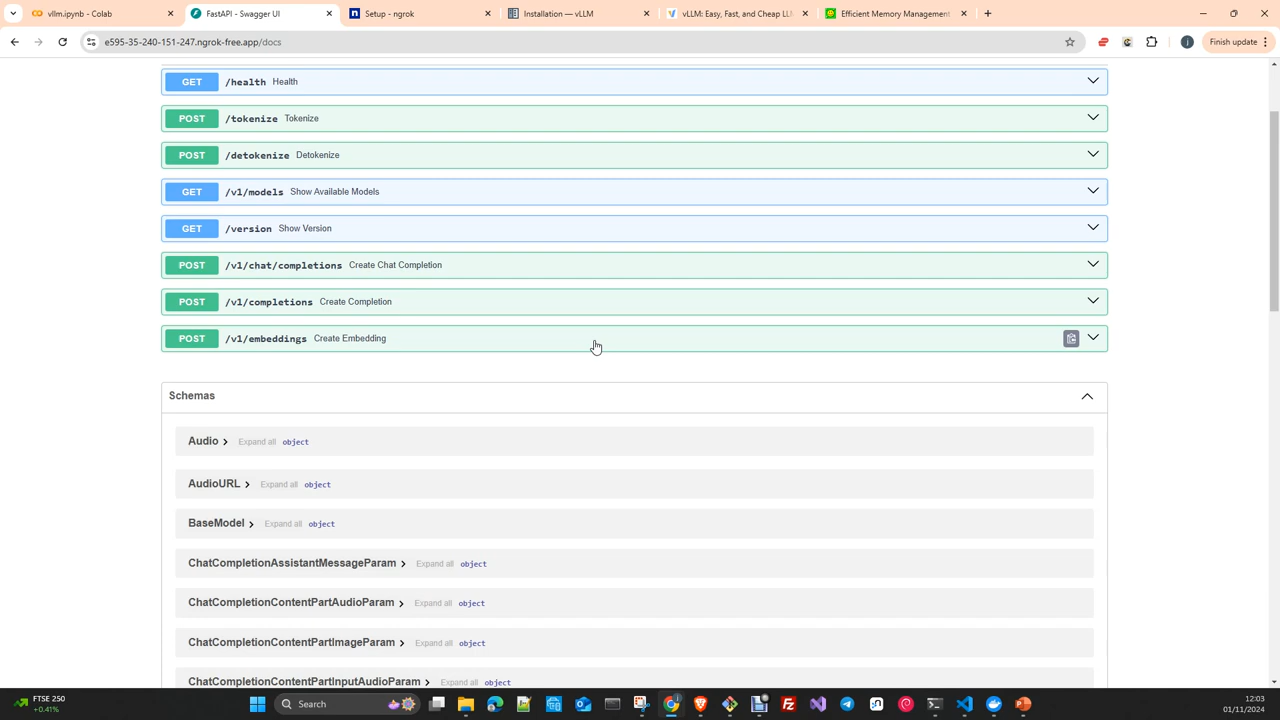 vllm.ipynb - Colab
FastAPI - Swagger UI
Setup - ngrok
Installation — vLLM
vLLM: Easy, Fast, and Cheap LL
Efficient Memory Management
e595-35-240-151-247.ngrok-free.app/docs
Finish update
GET /health Health
POST /tokenize Tokenize
POST /detokenize Detokenize
GET /v1/models Show Available Models
GET /version Show Version
POST /v1/chat/completions Create Chat Completion
POST /v1/completions Create Completion
POST /v1/embeddings Create Embedding
Schemas
Audio Expand all object
AudioURL Expand all object
BaseModel Expand all object
ChatCompletionAssistantMessageParam Expand all object
ChatCompletionContentPartAudioParam Expand all object
ChatCompletionContentPartImageParam Expand all object
ChatCompletionContentPartInputAudioParam Expand all object
FTSE 250
+0.41%
Search
12:03
01/11/2024